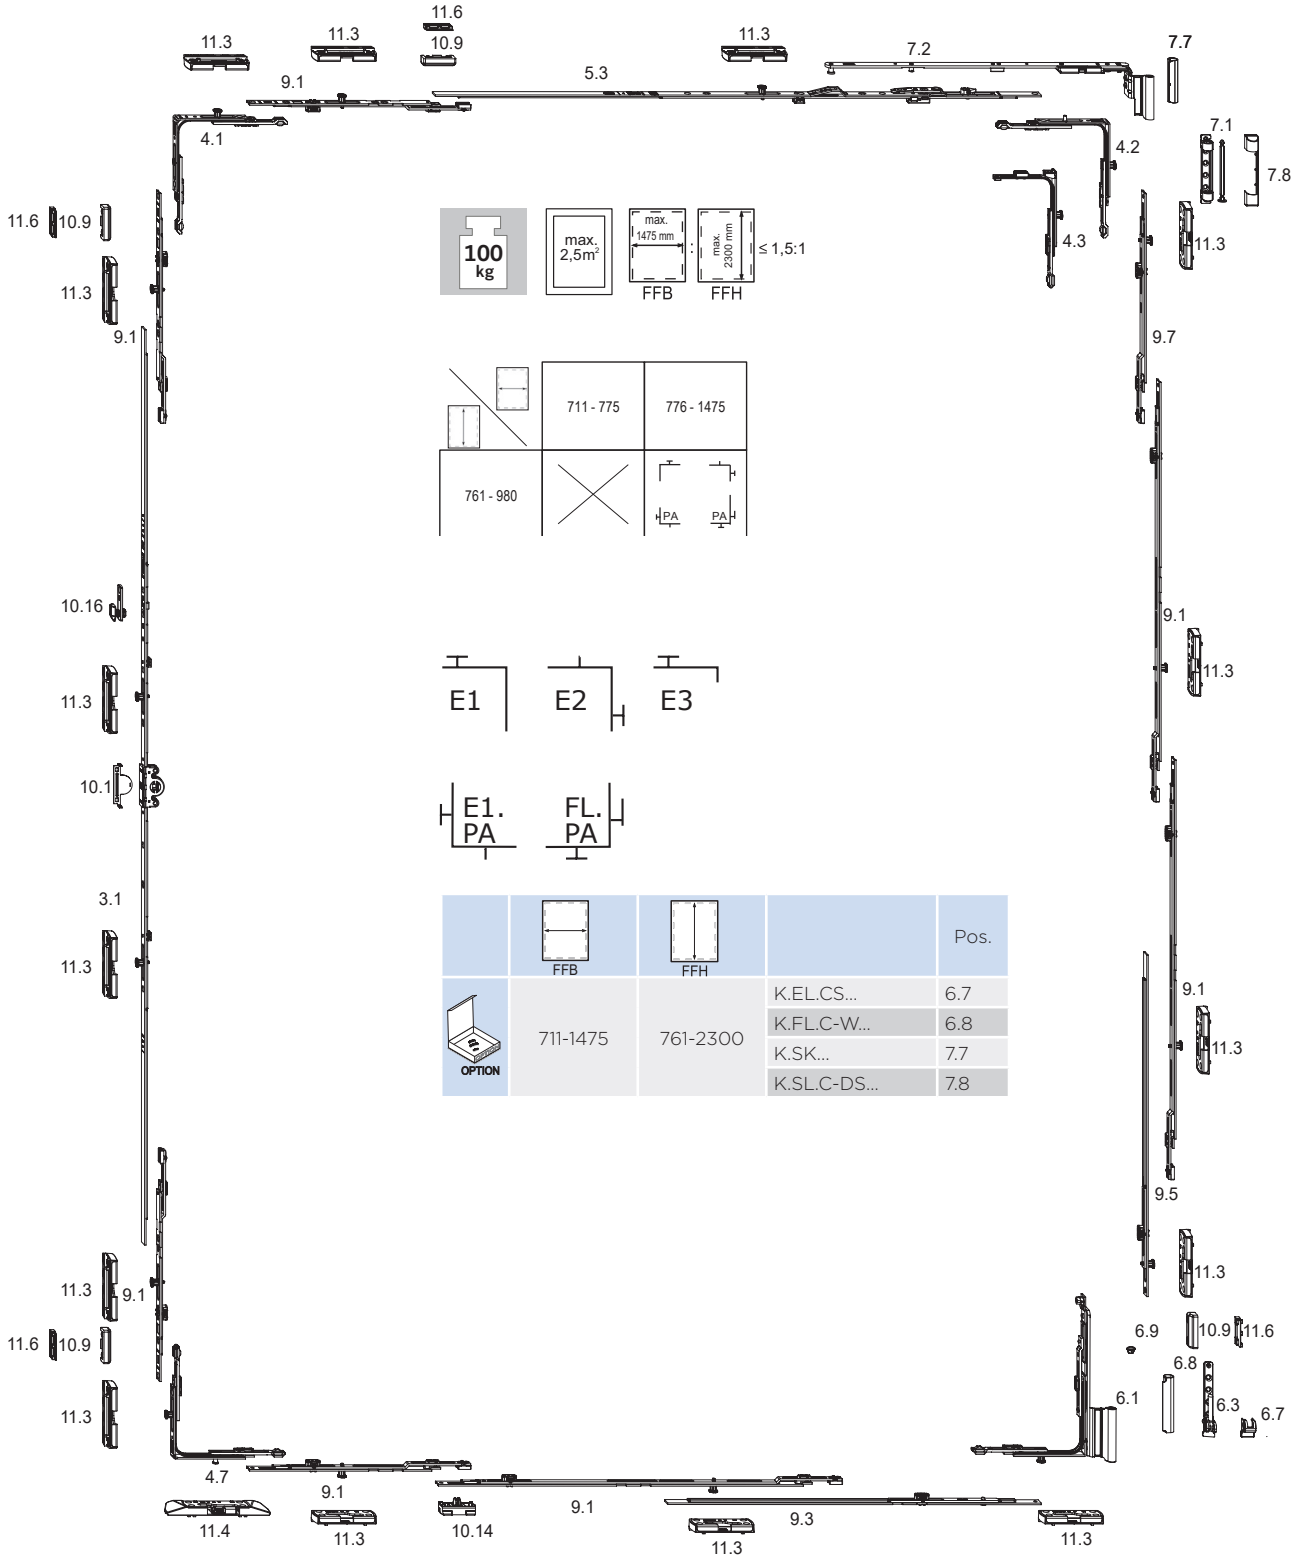 11.6
11.3
11.3
10.9
11.3
7.2
7.7
9.1
5.3
4.1
4.2
7.1
7.8
11.6
10.9
11.3
4.3
11.3
100
kg
max.
2,5m²
max.
1475 mm
FFB
:
max.
2300 mm
FFH
≤ 1,5:1
9.1
9.7
711 - 775
776 - 1475
761 - 980
PA
PA
10.16
9.1
11.3
11.3
E1
E2
E3
10.1
E1.
PA
FL.
PA
3.1
11.3
FFB
FFH
Pos.
OPTION
711-1475
761-2300
K.EL.CS...
6.7
K.FL.C-W...
6.8
K.SK...
7.7
K.SL.C-DS...
7.8
9.1
11.3
9.5
11.3
9.1
11.3
11.6
10.9
6.9
10.9
11.6
6.8
11.3
6.1
6.3
6.7
4.7
9.1
9.1
9.3
11.4
11.3
10.14
11.3
11.3